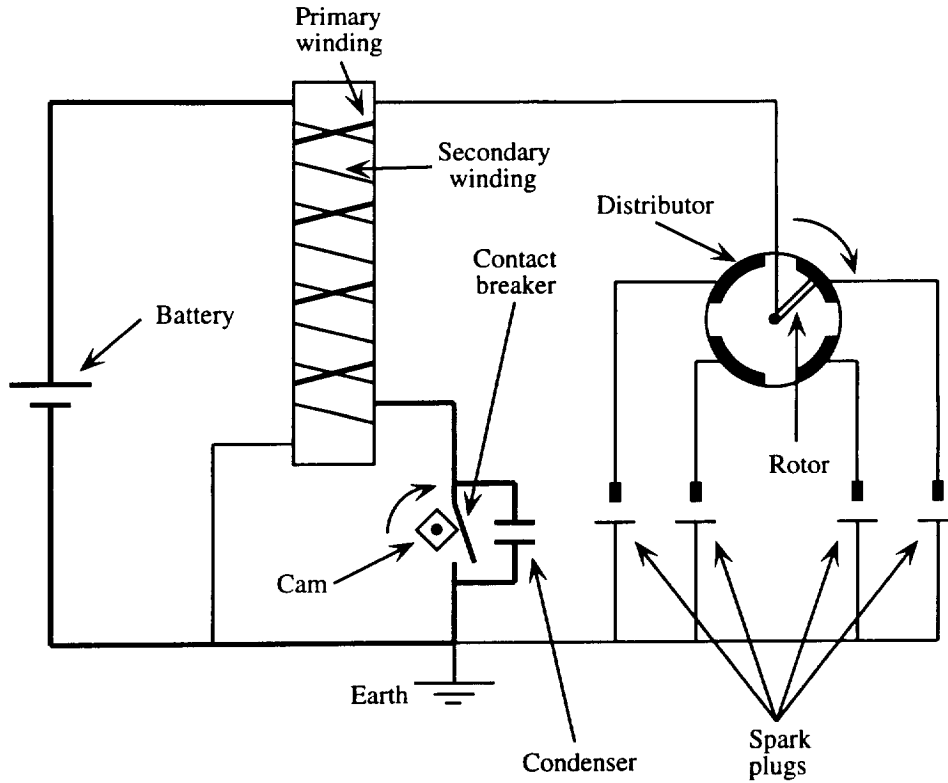 Primary
winding
Secondary
winding
Distributor
Contact
breaker
Battery
Rotor
Cam
Earth
Condenser
Spark
plugs